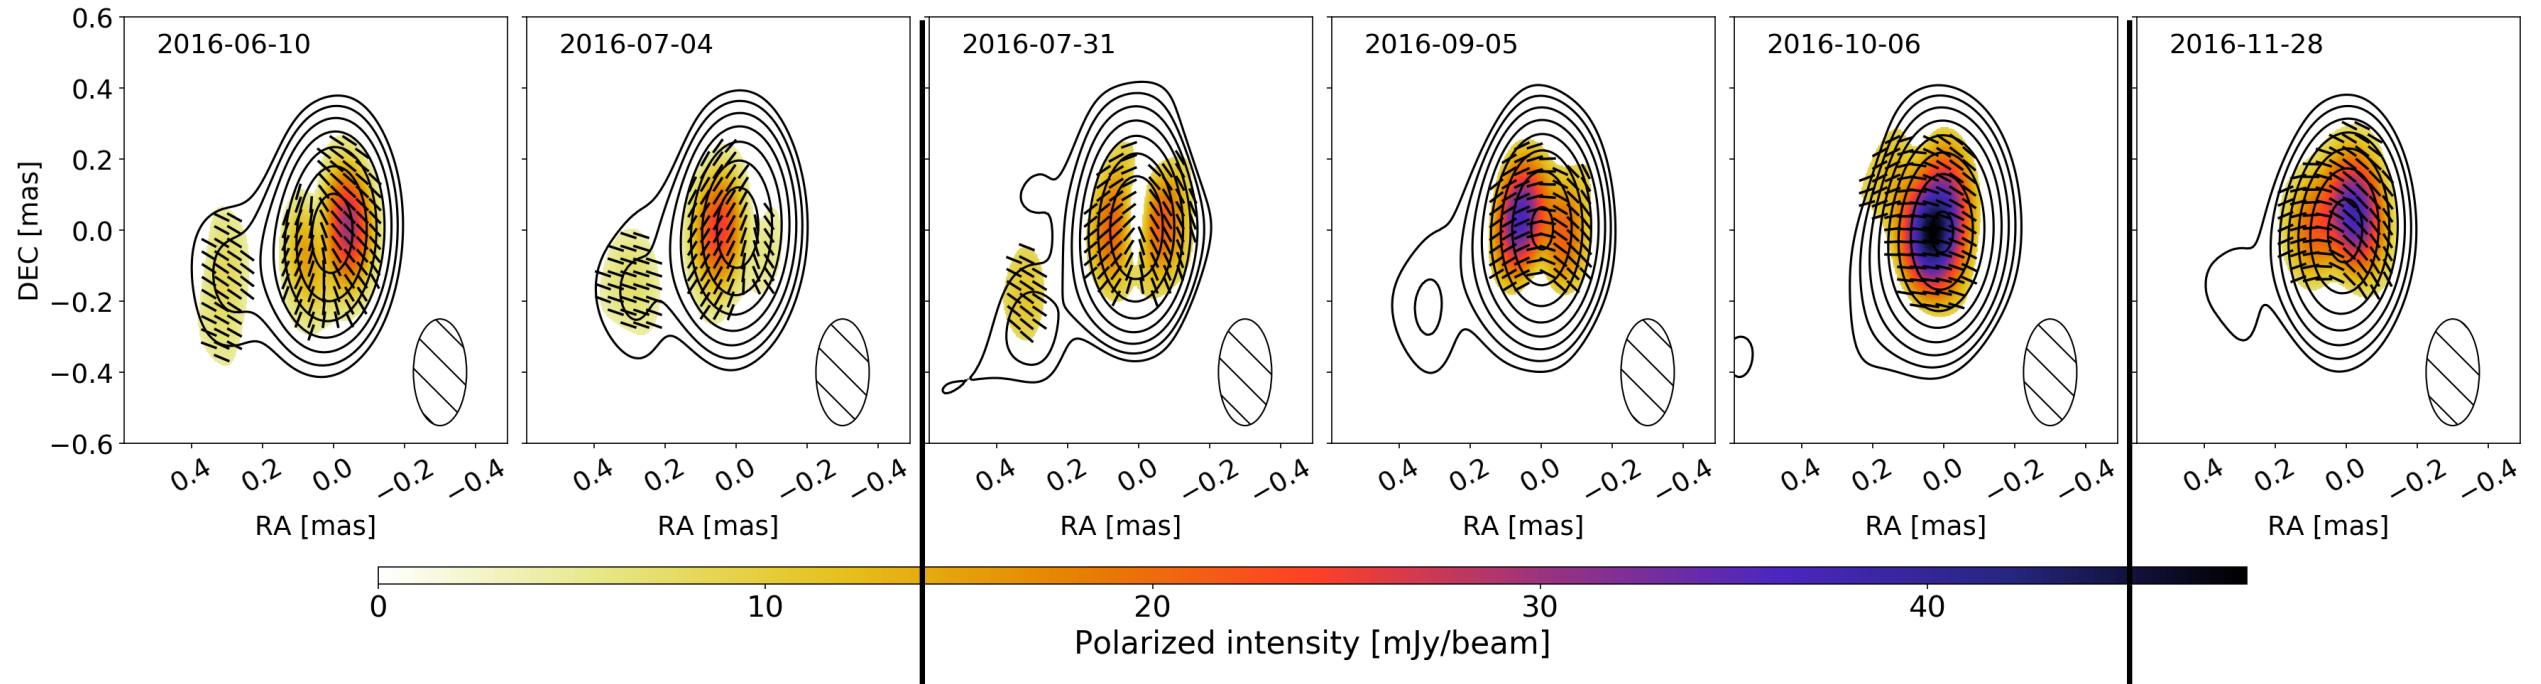 2016-06-10 2016-07-04 2016-07-31 2016-09-05 2016-10-06 2016-11-28
0.6
0.4
0.2
0.0
−0.2
−0.4
−0.6
DEC [mas]
0.4 0.2 0.0 −0.2 −0.4 0.4 0.2 0.0 −0.2 −0.4 0.4 0.2 0.0 −0.2 −0.4 0.4 0.2 0.0 −0.2 −0.4 0.4 0.2 0.0 −0.2 −0.4 0.4 0.2 0.0 −0.2 −0.4
RA [mas] RA [mas] RA [mas] RA [mas] RA [mas] RA [mas]
0 10 20 30 40
Polarized intensity [mJy/beam]